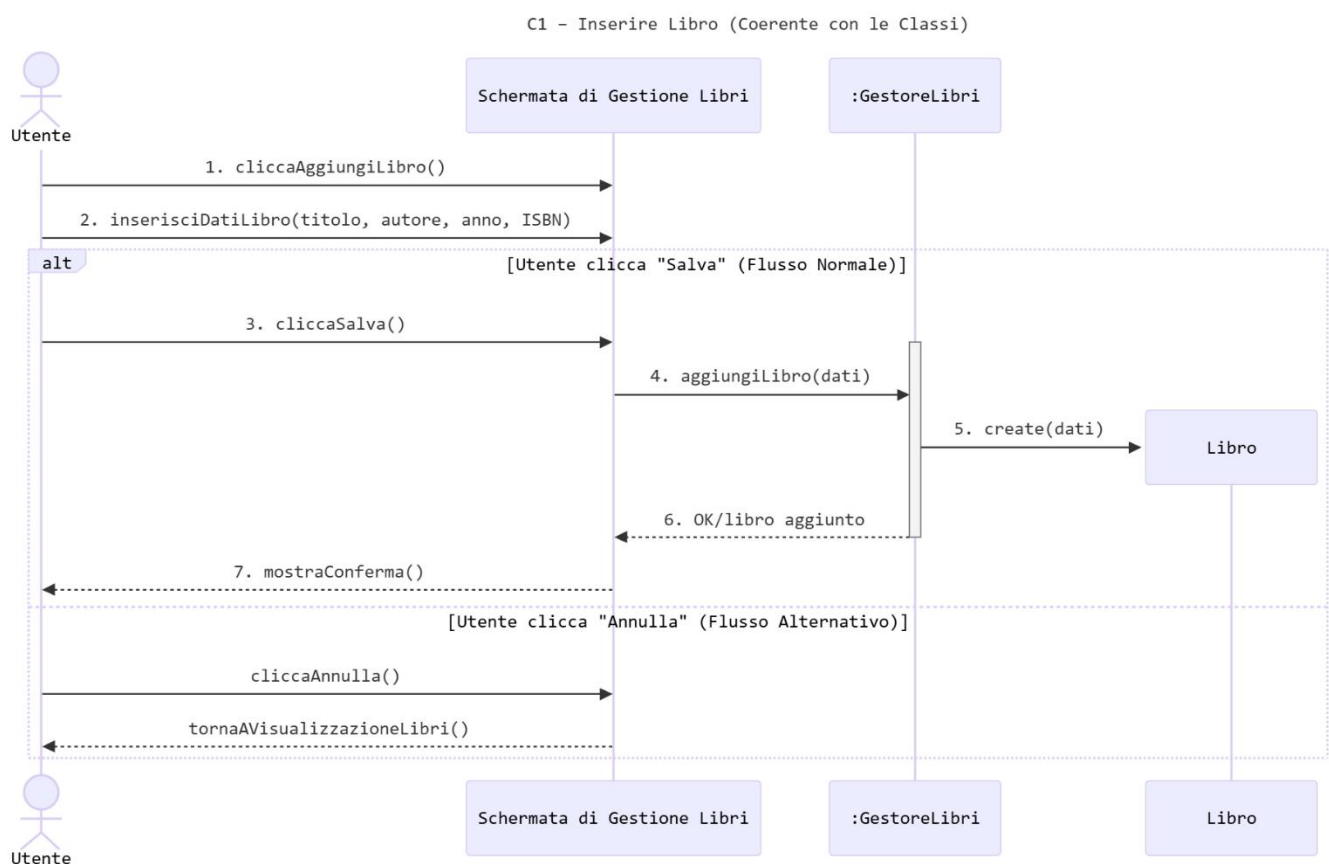 C1 – Inserire Libro (Coerente con le Classi)
Schermata di Gestione Libri
:GestoreLibri
Utente
1. cliccaAggiungiLibro()
2. inserisciDatiLibro(titolo, autore, anno, ISBN)
alt
[Utente clicca "Salva" (Flusso Normale)]
3. cliccaSalva()
4. aggiungiLibro(dati)
5. create(dati)
Libro
6. OK/libro aggiunto
7. mostraConferma()
[Utente clicca "Annulla" (Flusso Alternativo)]
cliccaAnnulla()
tornaAVisualizzazioneLibri()
Schermata di Gestione Libri
:GestoreLibri
Libro
Utente